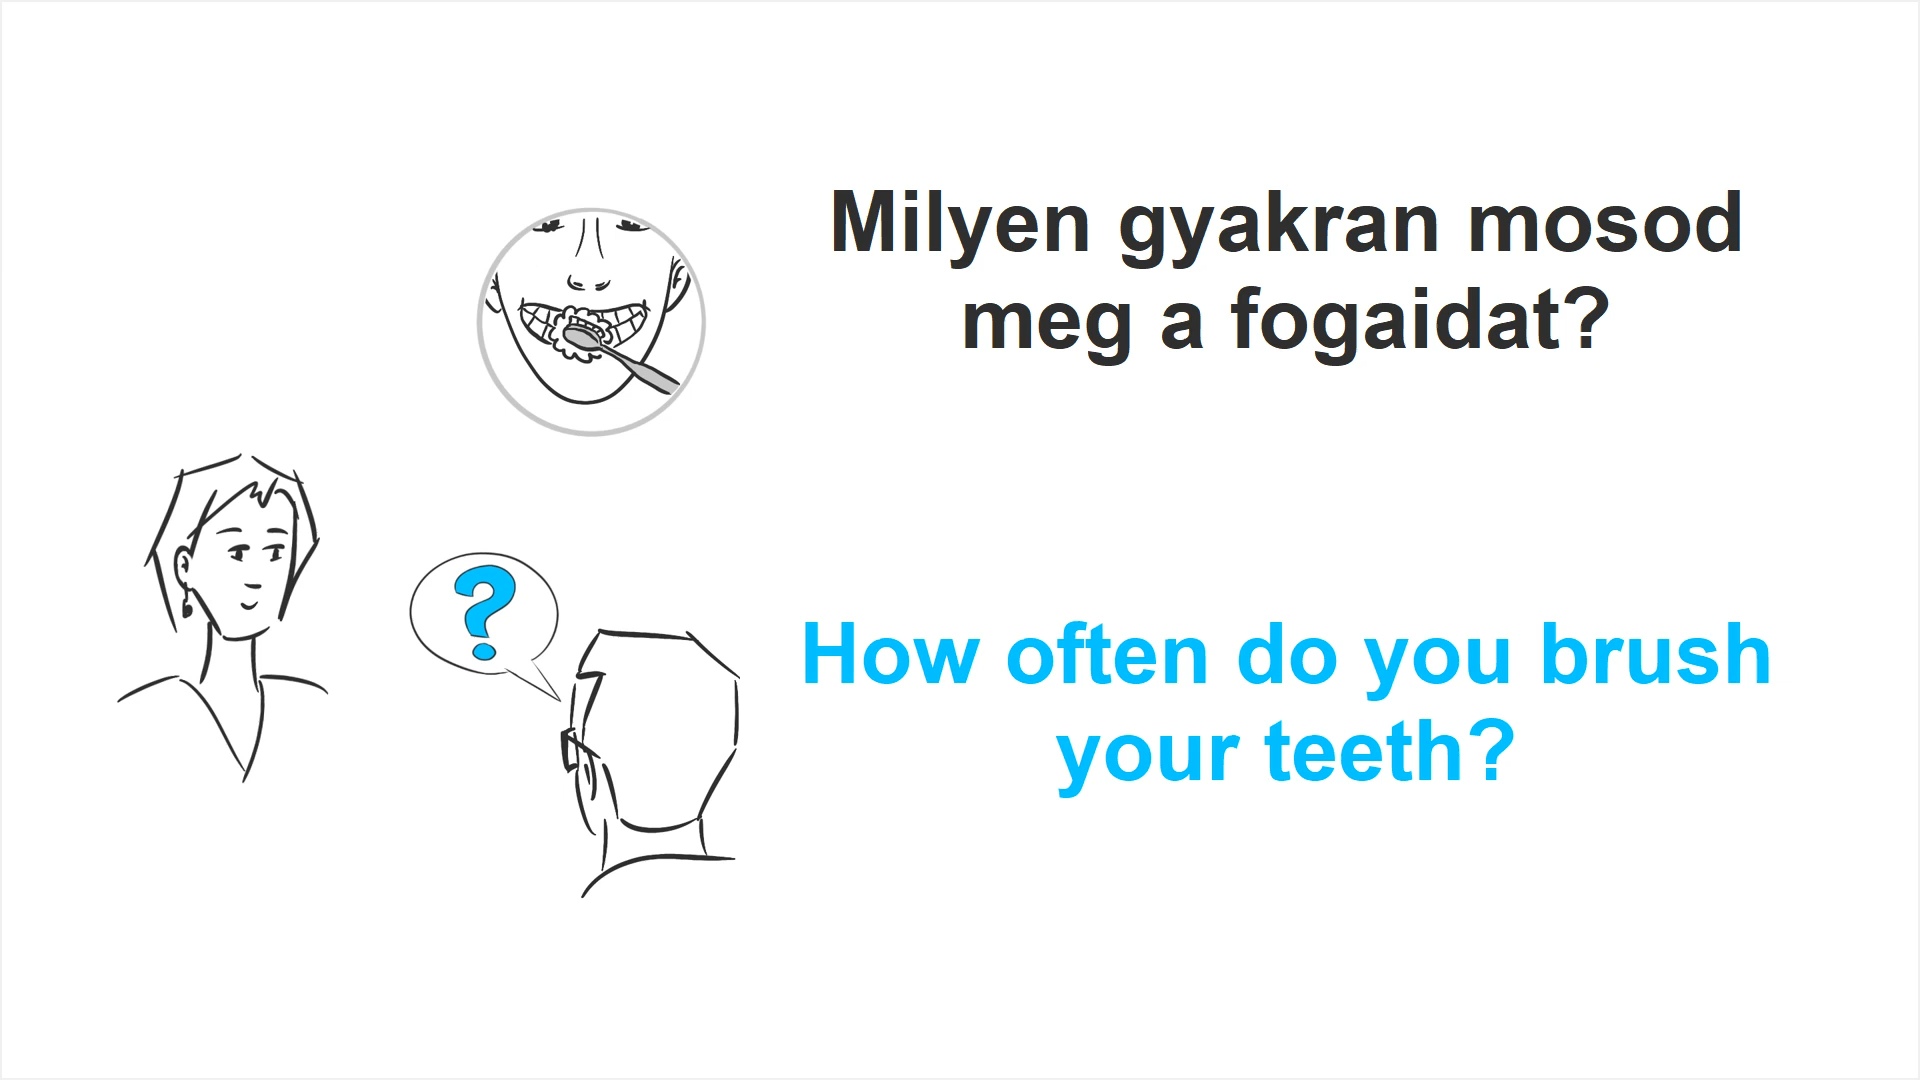 Milyen gyakran mosod
meg a fogaidat?
?
How often do you brush
your teeth?